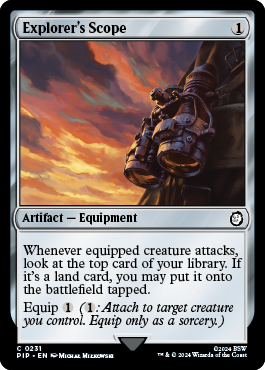 Explorer's Scope 1
Artifact — Equipment
Whenever equipped creature attacks,
look at the top card of your library. If
it's a land card, you may put it onto
the battlefield tapped.
Equip 1 (1: Attach to target creature
you control. Equip only as a sorcery.)
C 0231
PIP • EN Michał Miłkowski
©2024 BSW
™ & © 2024 Wizards of the Coast